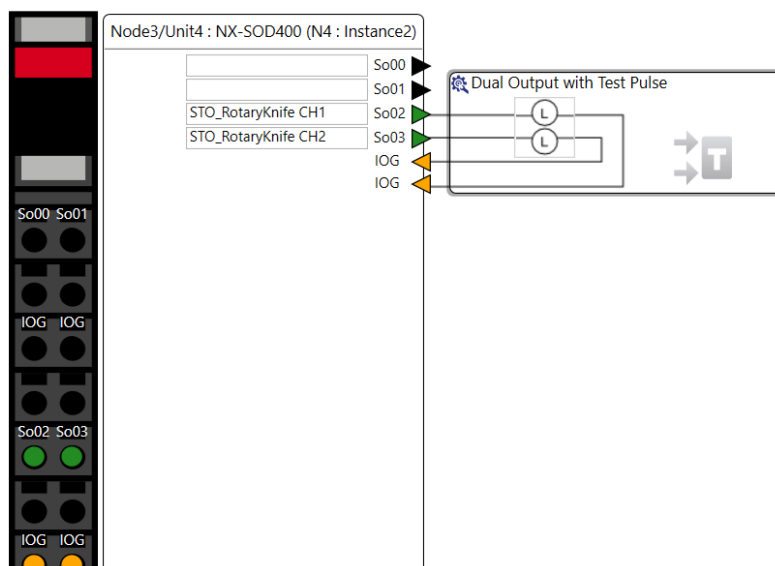 Node3/Unit4 : NX-SOD400 (N4 : Instance2)
So00
So01
Dual Output with Test Pulse
STO_RotaryKnife CH1 So02
L
STO_RotaryKnife CH2 So03
L
IOG
T
IOG
So00 So01
IOG IOG
So02 So03
IOG IOG